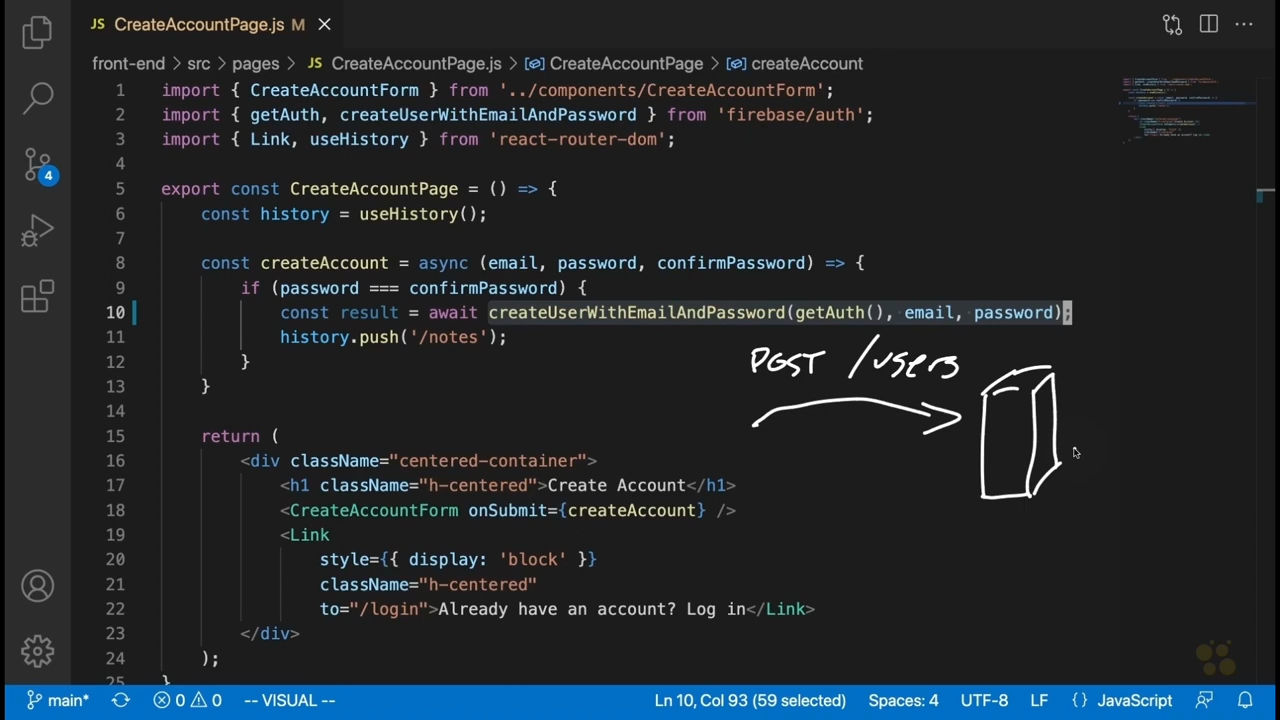 JS CreateAccountPage.js M
front-end > src > pages > JS CreateAccountPage.js > CreateAccountPage > createAccount
1 import { CreateAccountForm } from '../components/CreateAccountForm';
2 import { getAuth, createUserWithEmailAndPassword } from 'firebase/auth';
3 import { Link, useHistory } from 'react-router-dom';
4
5 export const CreateAccountPage = () => {
6 const history = useHistory();
7
8 const createAccount = async (email, password, confirmPassword) => {
9 if (password === confirmPassword) {
10 const result = await createUserWithEmailAndPassword(getAuth(), email, password);
11 history.push('/notes');
12 }
13 }
POST /users
14
15 return (
16 <div className="centered-container">
17 <h1 className="h-centered">Create Account</h1>
18 <CreateAccountForm onSubmit={createAccount} />
19 <Link
20 style={{ display: 'block' }}
21 className="h-centered"
22 to="/login">Already have an account? Log in</Link>
23 </div>
24 );
25 }
4
main* 0 0 -- VISUAL -- Ln 10, Col 93 (59 selected) Spaces: 4 UTF-8 LF {} JavaScript